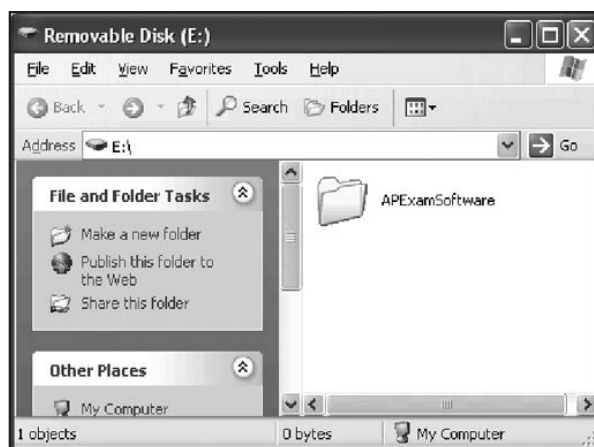 Removable Disk (E:)
File Edit View Favorites Tools Help
Back Search Folders
Address E:\ Go
File and Folder Tasks
Make a new folder
Publish this folder to
the Web
Share this folder
Other Places
My Computer
APExamSoftware
1 objects 0 bytes My Computer